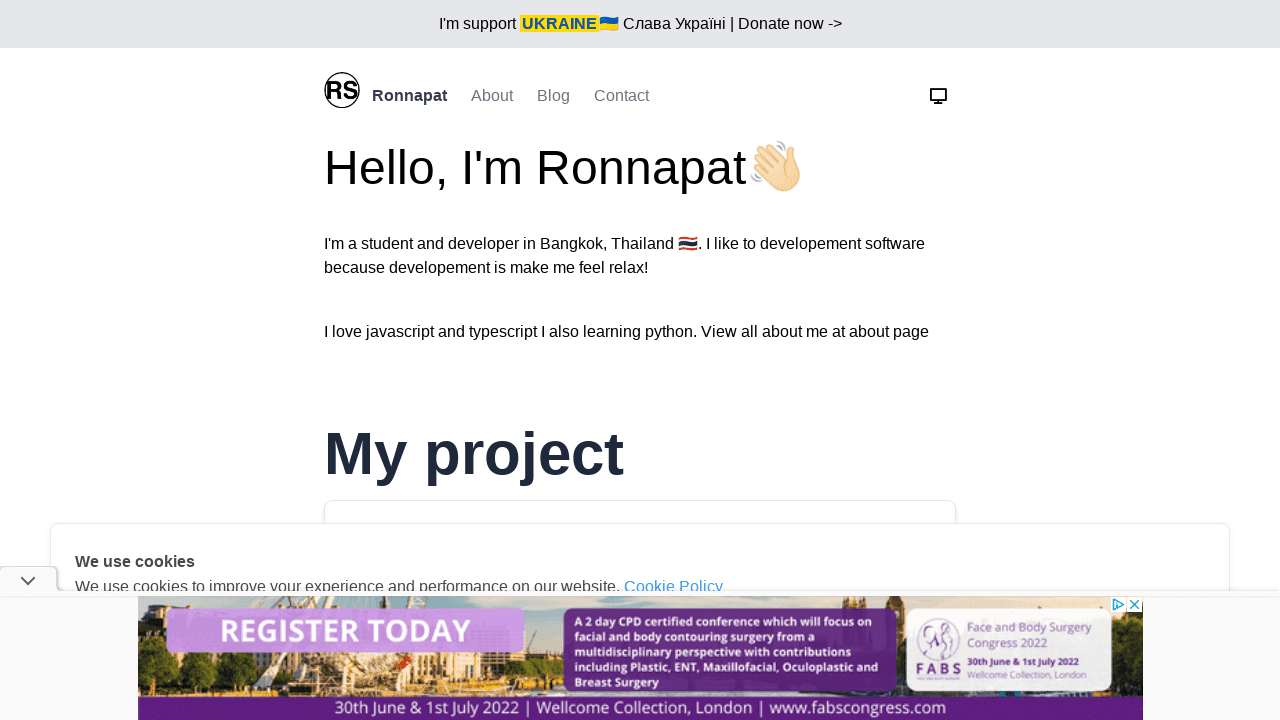 I'm support UKRAINE🇺🇦 Слава Україні | Donate now ->
RS Ronnapat About Blog Contact
Hello, I'm Ronnapat👋🏻
I'm a student and developer in Bangkok, Thailand 🇹🇭. I like to developement software
because developement is make me feel relax!
I love javascript and typescript I also learning python. View all about me at about page
My project
We use cookies
We use cookies to improve your experience and performance on our website. Cookie Policy
REGISTER TODAY
A 2 day CPD certified conference which will focus on
facial and body contouring surgery from a
multidisciplinary perspective with contributions
including Plastic, ENT, Maxillofacial, Oculoplastic and
Breast Surgery
FABS
Face and Body Surgery
Congress 2022
30th June & 1st July 2022
Wellcome Collection, London
30th June & 1st July 2022 | Wellcome Collection, London | www.fabscongress.com